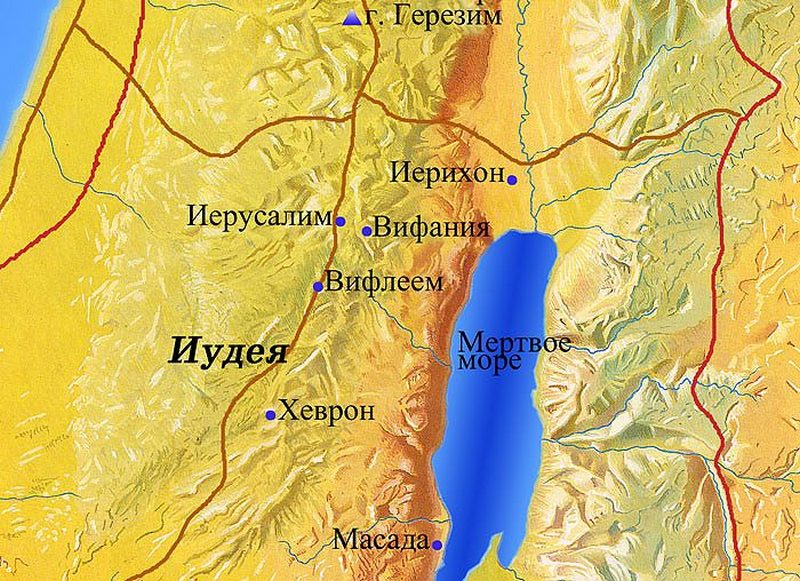 г. Герезим
Иерихон
Иерусалим
Вифания
Вифлеем
Мертвое
море
Иудея
Хеврон
Масада